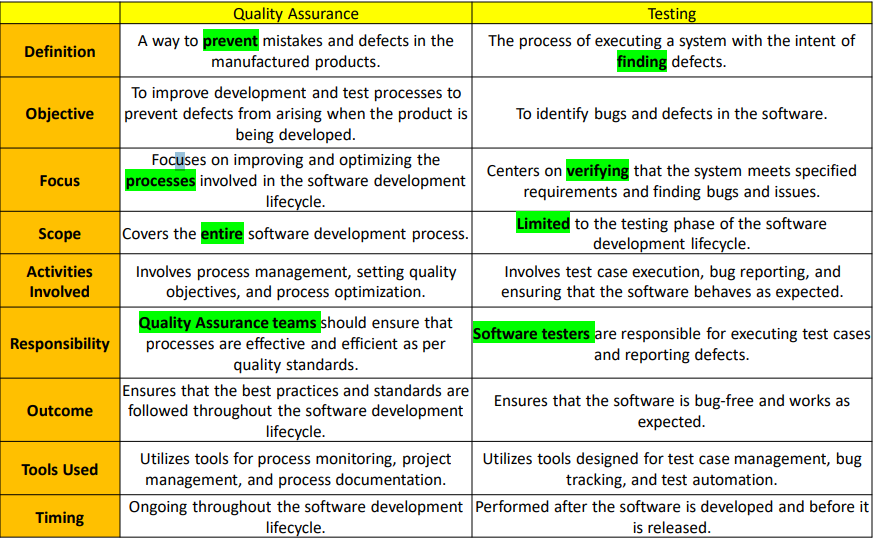 Quality Assurance Testing
Definition
A way to prevent mistakes and defects in the
manufactured products.
The process of executing a system with the intent of
finding defects.
Objective
To improve development and test processes to
prevent defects from arising when the product is
being developed.
To identify bugs and defects in the software.
Focus
Focuses on improving and optimizing the
processes involved in the software development
lifecycle.
Centers on verifying that the system meets specified
requirements and finding bugs and issues.
Scope
Covers the entire software development process.
Limited to the testing phase of the software
development lifecycle.
Activities
Involved
Involves process management, setting quality
objectives, and process optimization.
Involves test case execution, bug reporting, and
ensuring that the software behaves as expected.
Responsibility
Quality Assurance teams should ensure that
processes are effective and efficient as per
quality standards.
Software testers are responsible for executing test cases
and reporting defects.
Outcome
Ensures that the best practices and standards are
followed throughout the software development
lifecycle.
Ensures that the software is bug-free and works as
expected.
Tools Used
Utilizes tools for process monitoring, project
management, and process documentation.
Utilizes tools designed for test case management, bug
tracking, and test automation.
Timing
Ongoing throughout the software development
lifecycle.
Performed after the software is developed and before it
is released.